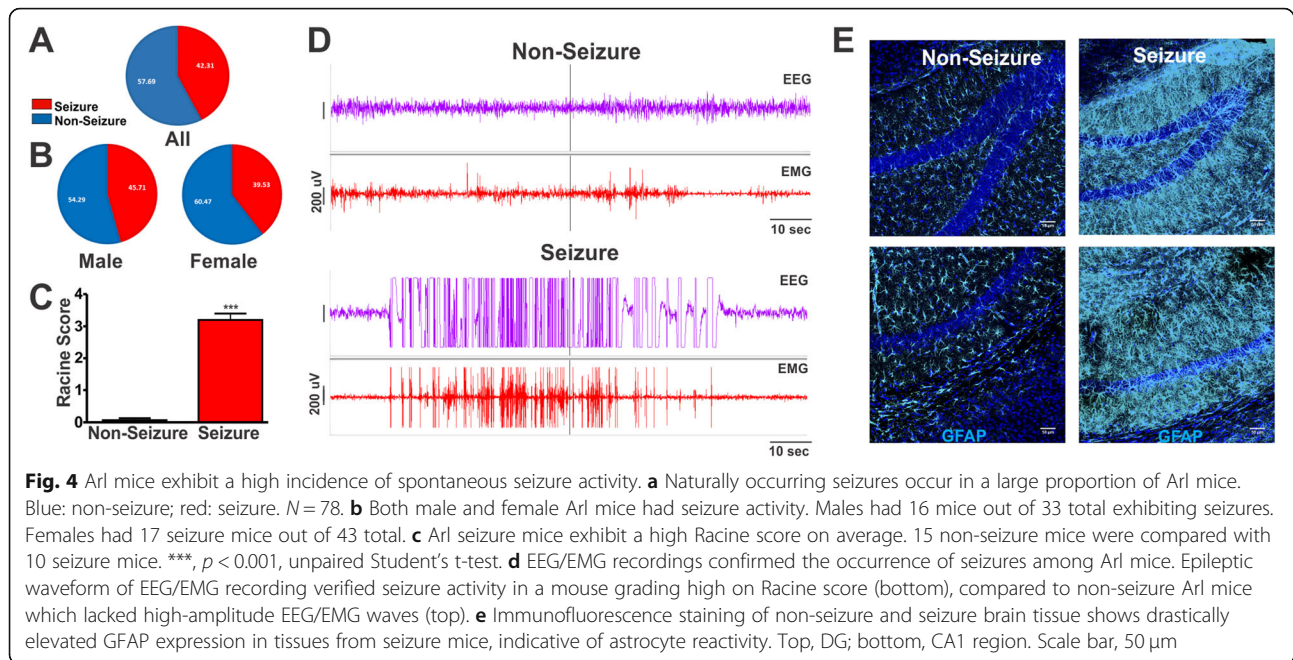 A
42.31
57.69
Seizure
Non-Seizure
All
B
45.71
54.29
Male
39.53
60.47
Female
C
Racine Score
4
3
2
1
0
***
Non-Seizure
Seizure
D
Non-Seizure
EEG
EMG
200 uV
10 sec
Seizure
EEG
EMG
200 uV
10 sec
E
Non-Seizure
Seizure
GFAP
GFAP
Fig. 4 Arl mice exhibit a high incidence of spontaneous seizure activity. a Naturally occurring seizures occur in a large proportion of Arl mice.
Blue: non-seizure; red: seizure. N = 78. b Both male and female Arl mice had seizure activity. Males had 16 mice out of 33 total exhibiting seizures.
Females had 17 seizure mice out of 43 total. c Arl seizure mice exhibit a high Racine score on average. 15 non-seizure mice were compared with
10 seizure mice. ***, p < 0.001, unpaired Student's t-test. d EEG/EMG recordings confirmed the occurrence of seizures among Arl mice. Epileptic
waveform of EEG/EMG recording verified seizure activity in a mouse grading high on Racine score (bottom), compared to non-seizure Arl mice
which lacked high-amplitude EEG/EMG waves (top). e Immunofluorescence staining of non-seizure and seizure brain tissue shows drastically
elevated GFAP expression in tissues from seizure mice, indicative of astrocyte reactivity. Top, DG; bottom, CA1 region. Scale bar, 50 μm